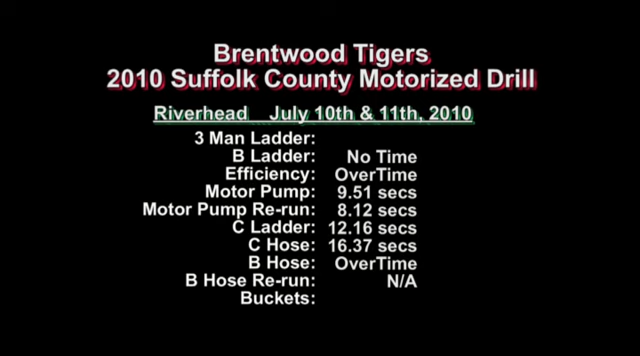 Brentwood Tigers
2010 Suffolk County Motorized Drill
Riverhead July 10th & 11th, 2010
3 Man Ladder:
B Ladder: No Time
Efficiency: OverTime
Motor Pump: 9.51 secs
Motor Pump Re-run: 8.12 secs
C Ladder: 12.16 secs
C Hose: 16.37 secs
B Hose: OverTime
B Hose Re-run: N/A
Buckets: